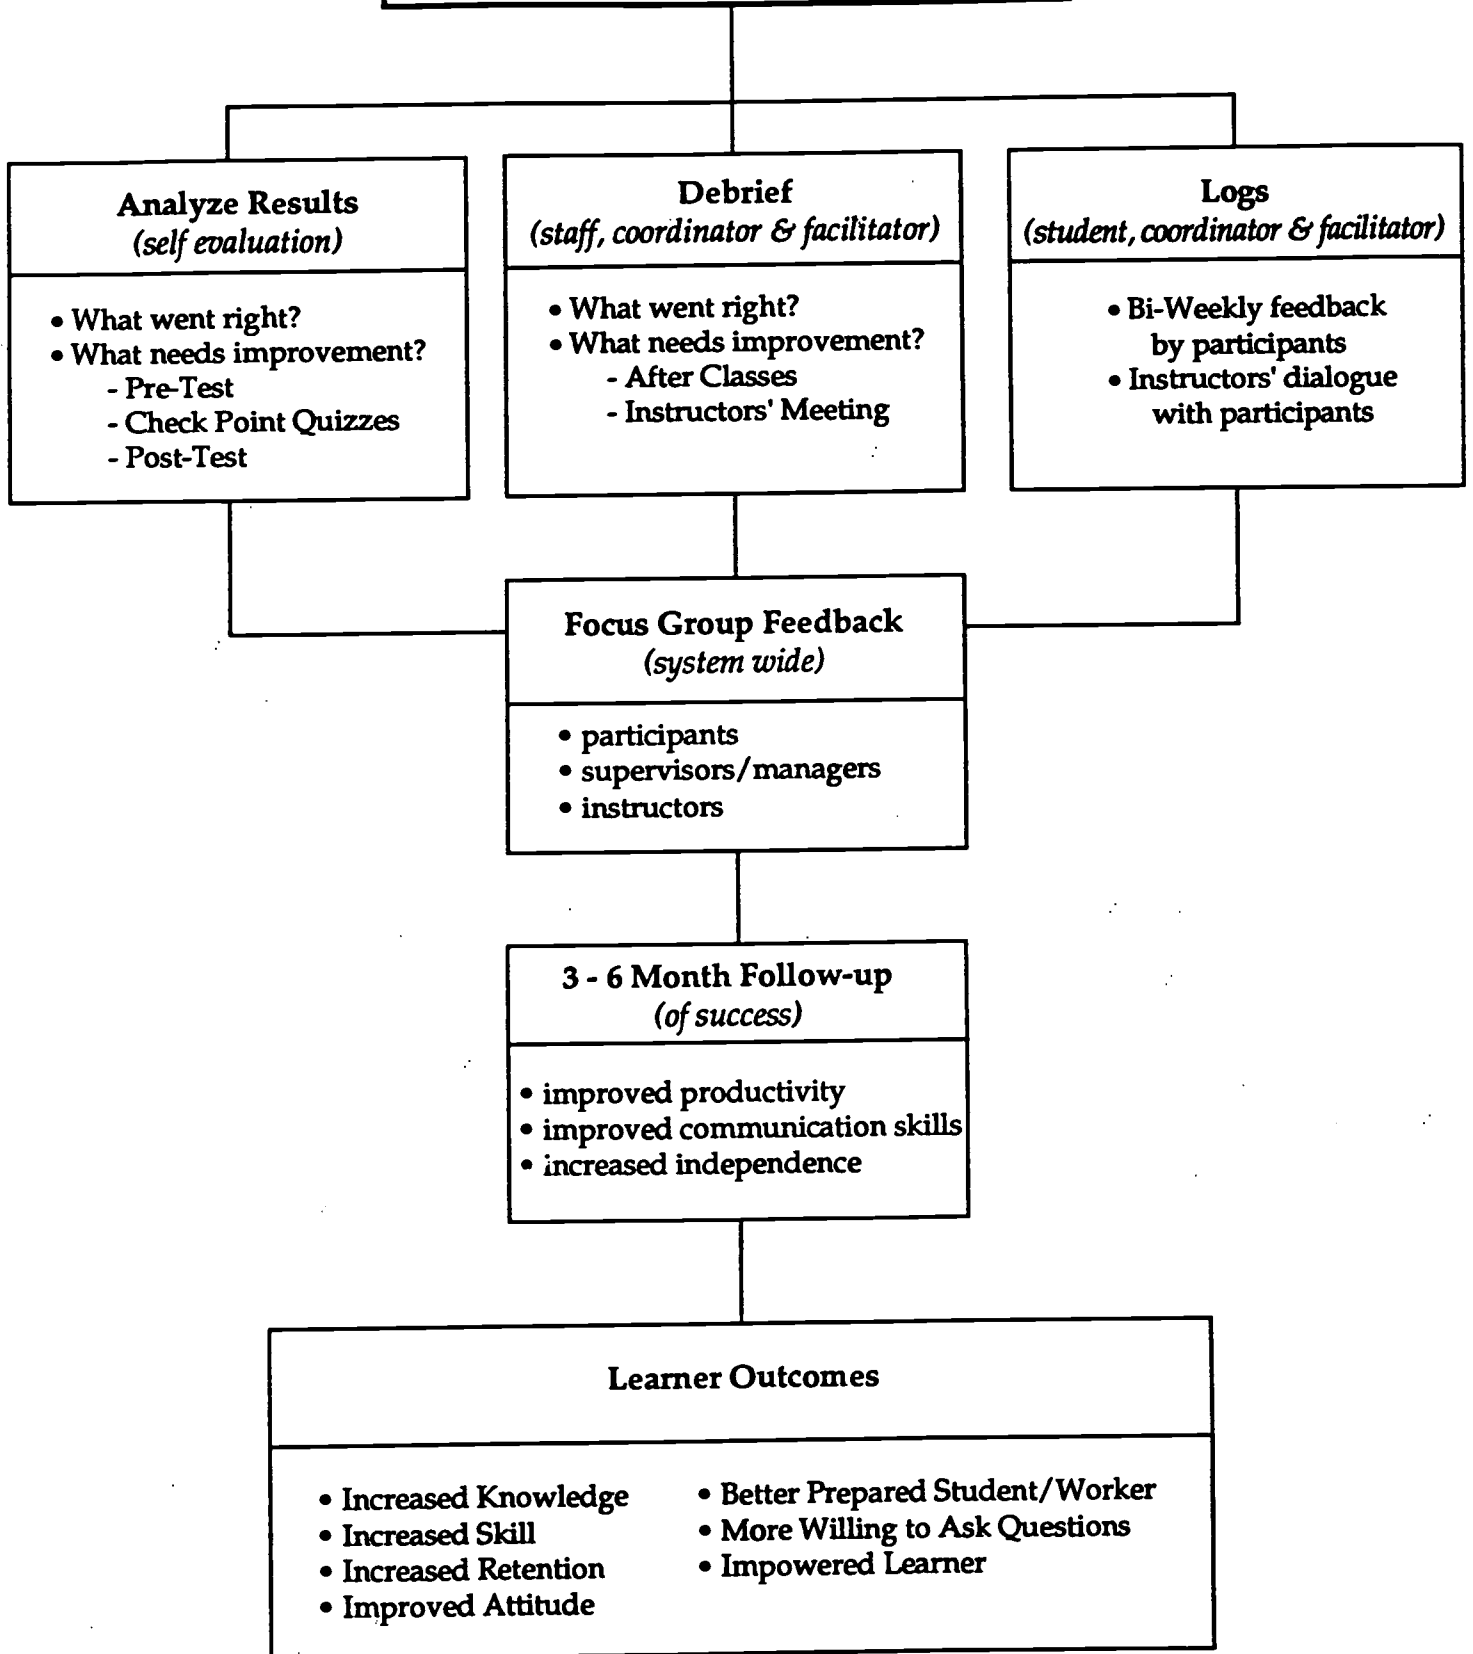 Analyze Results
(self evaluation)
• What went right?
• What needs improvement?
- Pre-Test
- Check Point Quizzes
- Post-Test
Debrief
(staff, coordinator & facilitator)
• What went right?
• What needs improvement?
- After Classes
- Instructors' Meeting
Logs
(student, coordinator & facilitator)
• Bi-Weekly feedback
by participants
• Instructors' dialogue
with participants
Focus Group Feedback
(system wide)
• participants
• supervisors/managers
• instructors
3 - 6 Month Follow-up
(of success)
• improved productivity
• improved communication skills
• increased independence
Learner Outcomes
• Increased Knowledge
• Increased Skill
• Increased Retention
• Improved Attitude
• Better Prepared Student/Worker
• More Willing to Ask Questions
• Impowered Learner